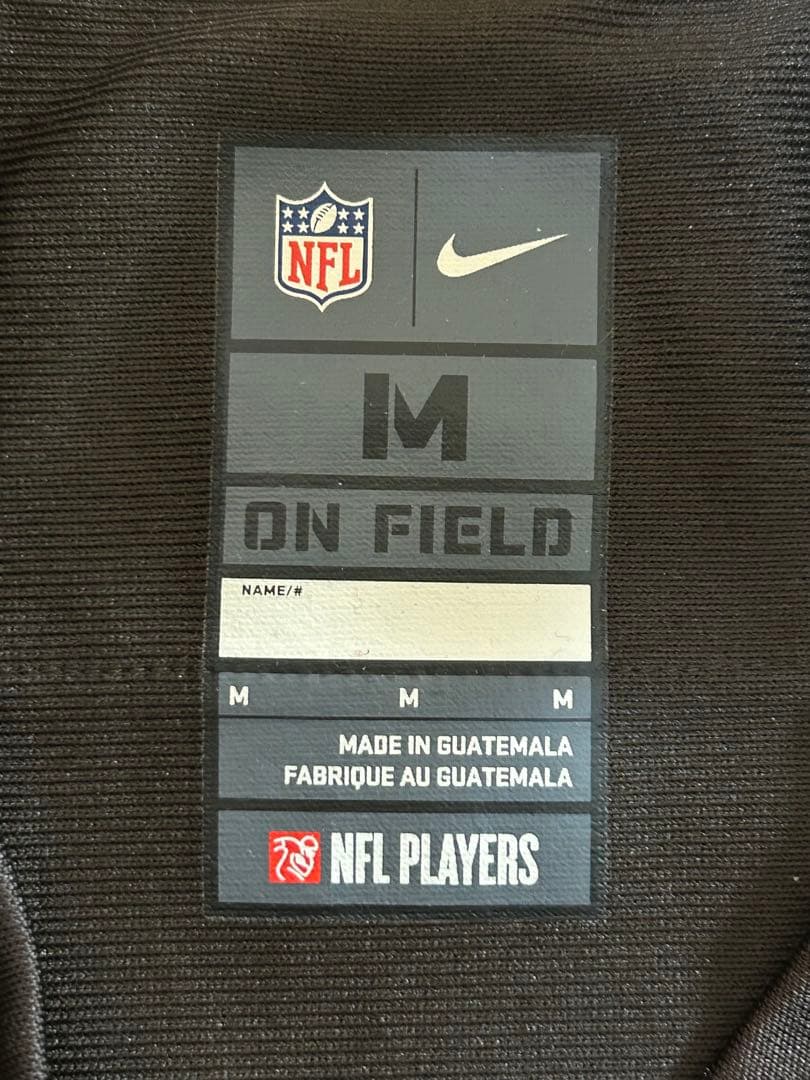 NFL
M
ON FIELD
NAME/#
M M M
MADE IN GUATEMALA
FABRIQUE AU GUATEMALA
NFL PLAYERS